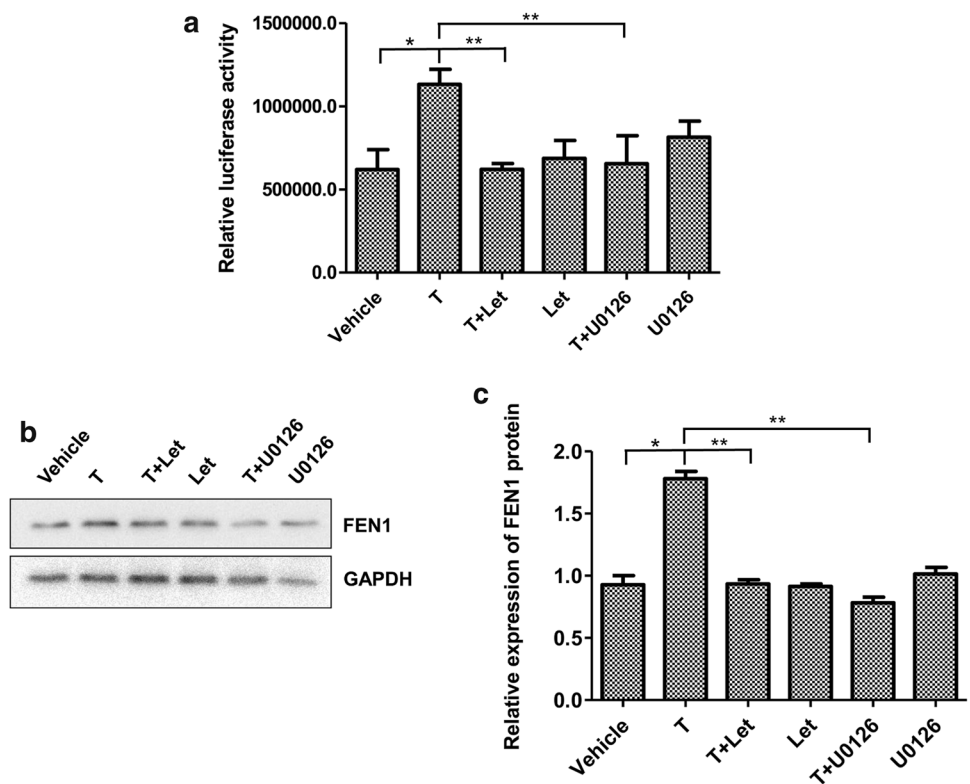 a
Relative luciferase activity
1500000.0
1000000.0
500000.0
0.0
*
**
**
Vehicle
T
T+Let
Let
T+U0126
U0126
b
Vehicle
T
T+Let
Let
T+U0126
U0126
FEN1
GAPDH
c
Relative expression of FEN1 protein
2.0
1.5
1.0
0.5
0.0
*
**
**
Vehicle
T
T+Let
Let
T+U0126
U0126